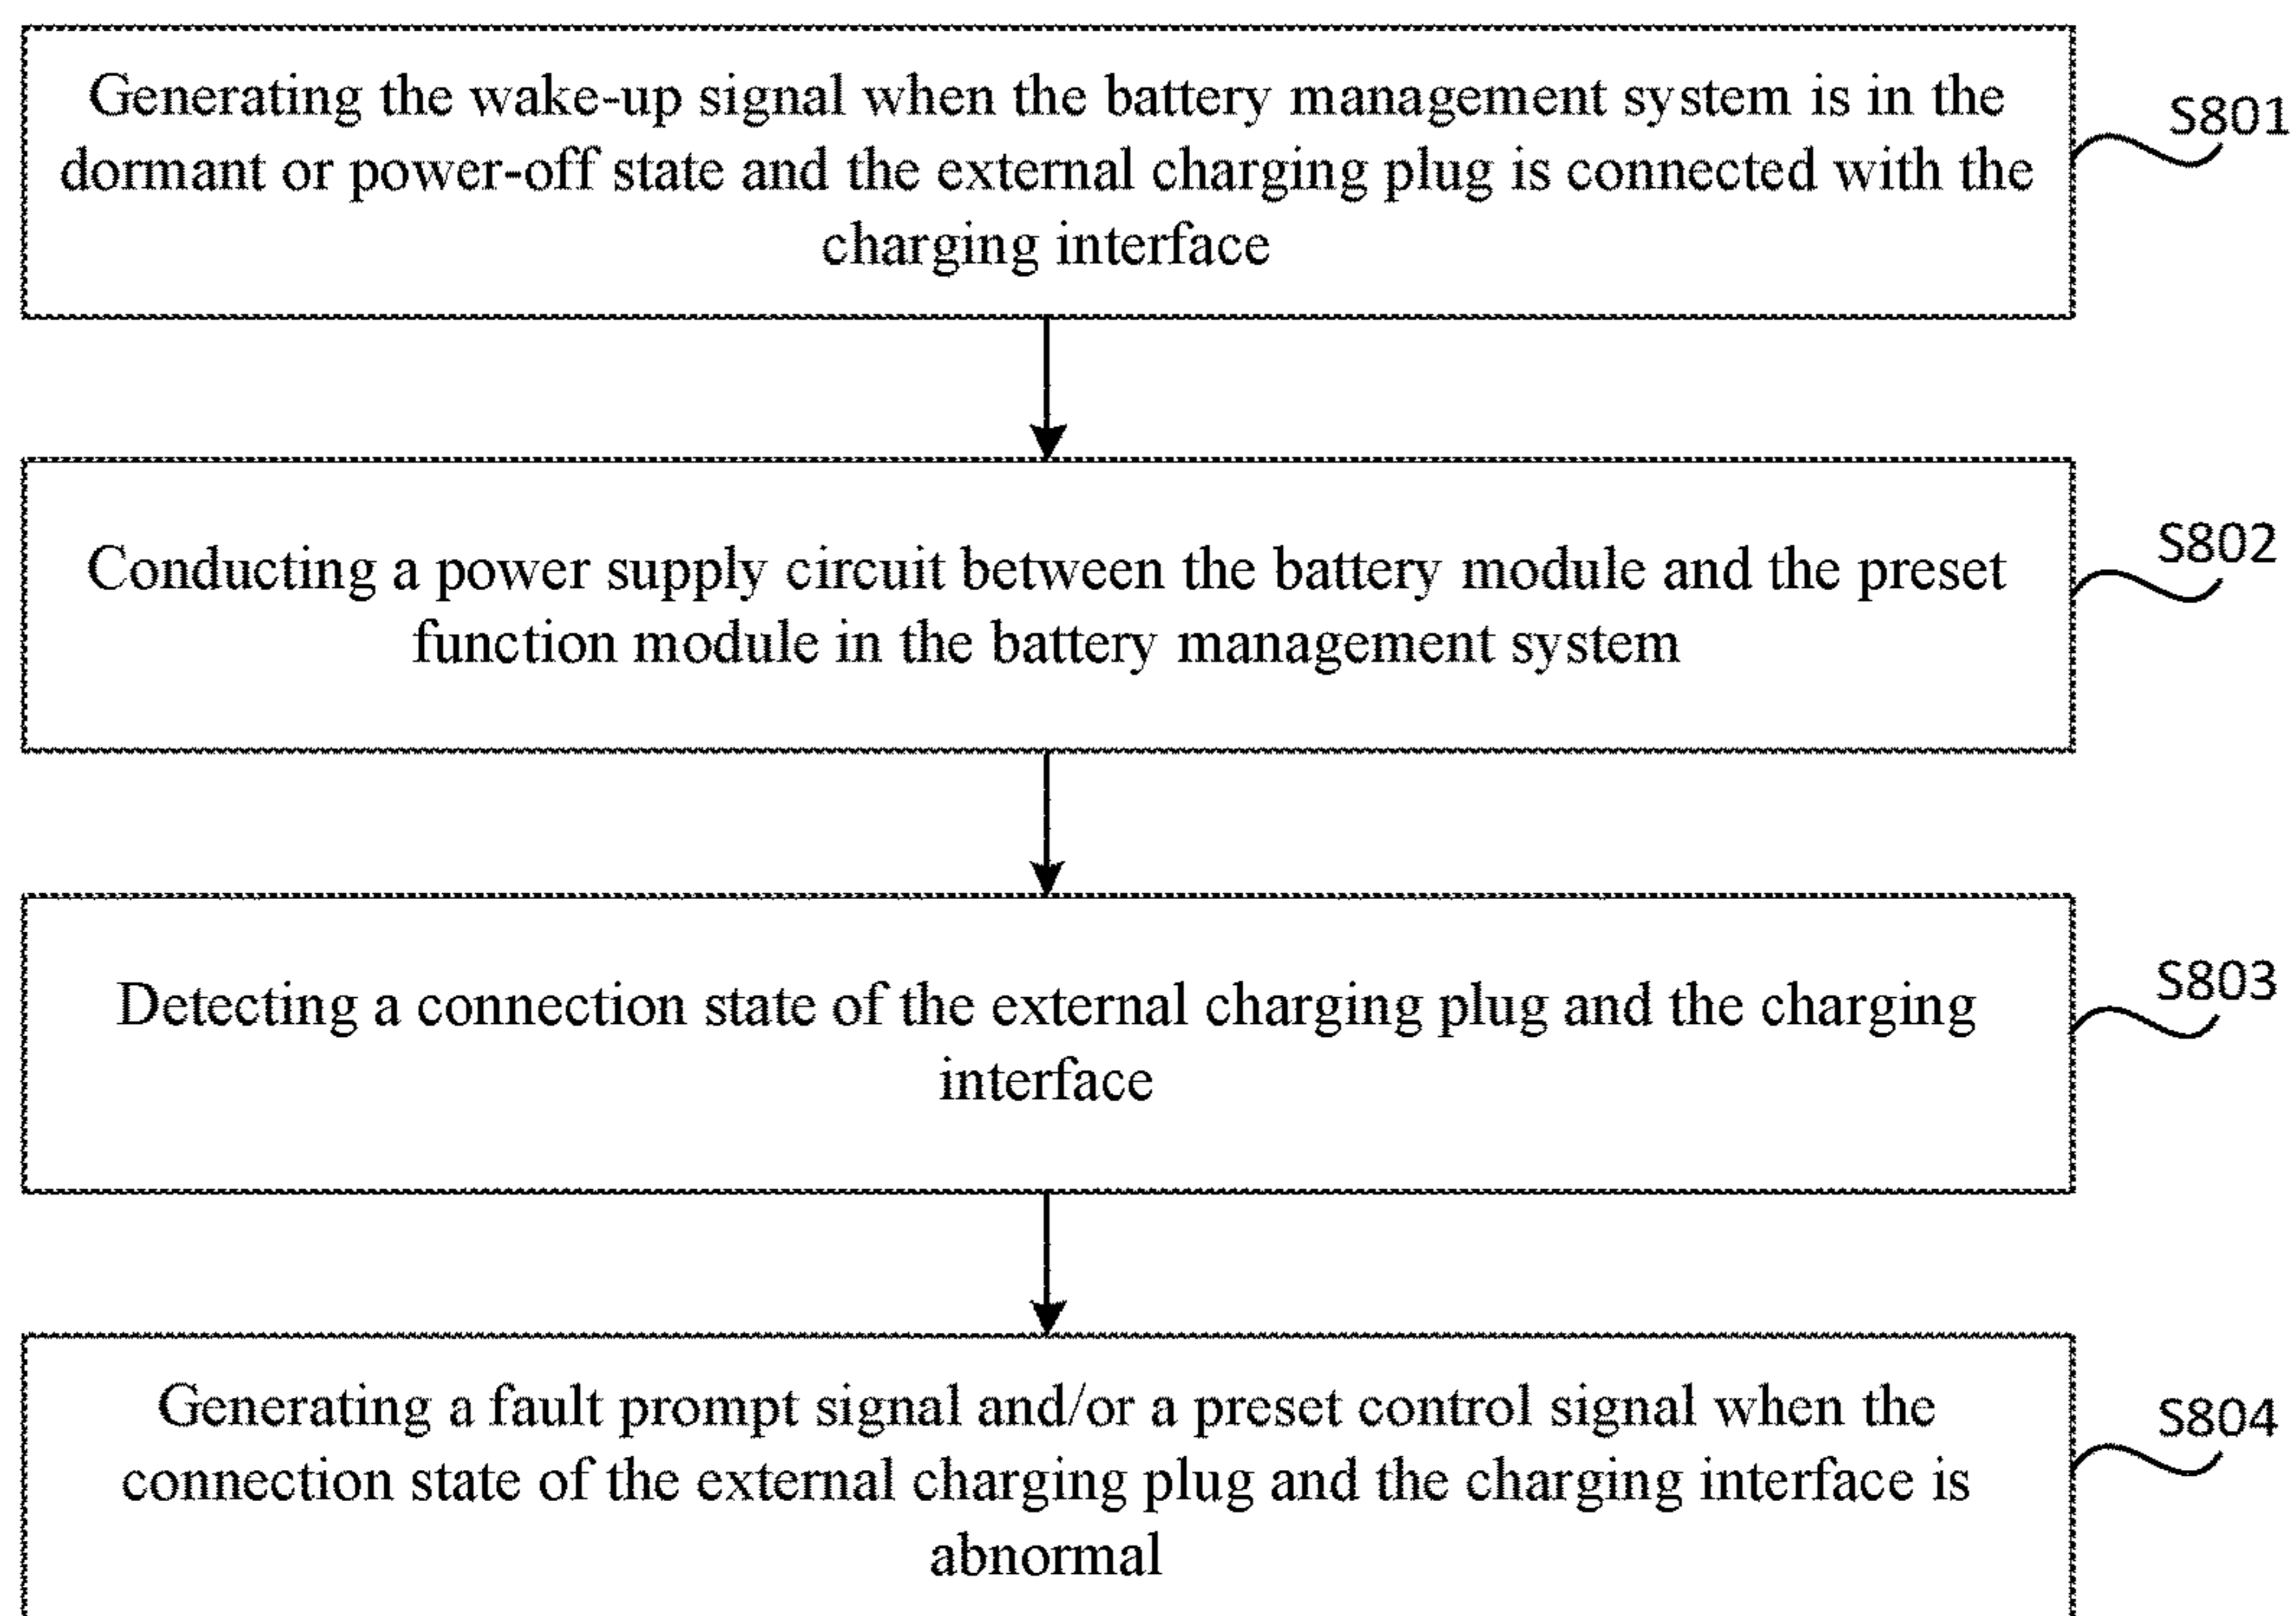 Generating the wake-up signal when the battery management system is in the
dormant or power-off state and the external charging plug is connected with the
charging interface
S801
Conducting a power supply circuit between the battery module and the preset
function module in the battery management system
S802
Detecting a connection state of the external charging plug and the charging
interface
S803
Generating a fault prompt signal and/or a preset control signal when the
connection state of the external charging plug and the charging interface is
abnormal
S804